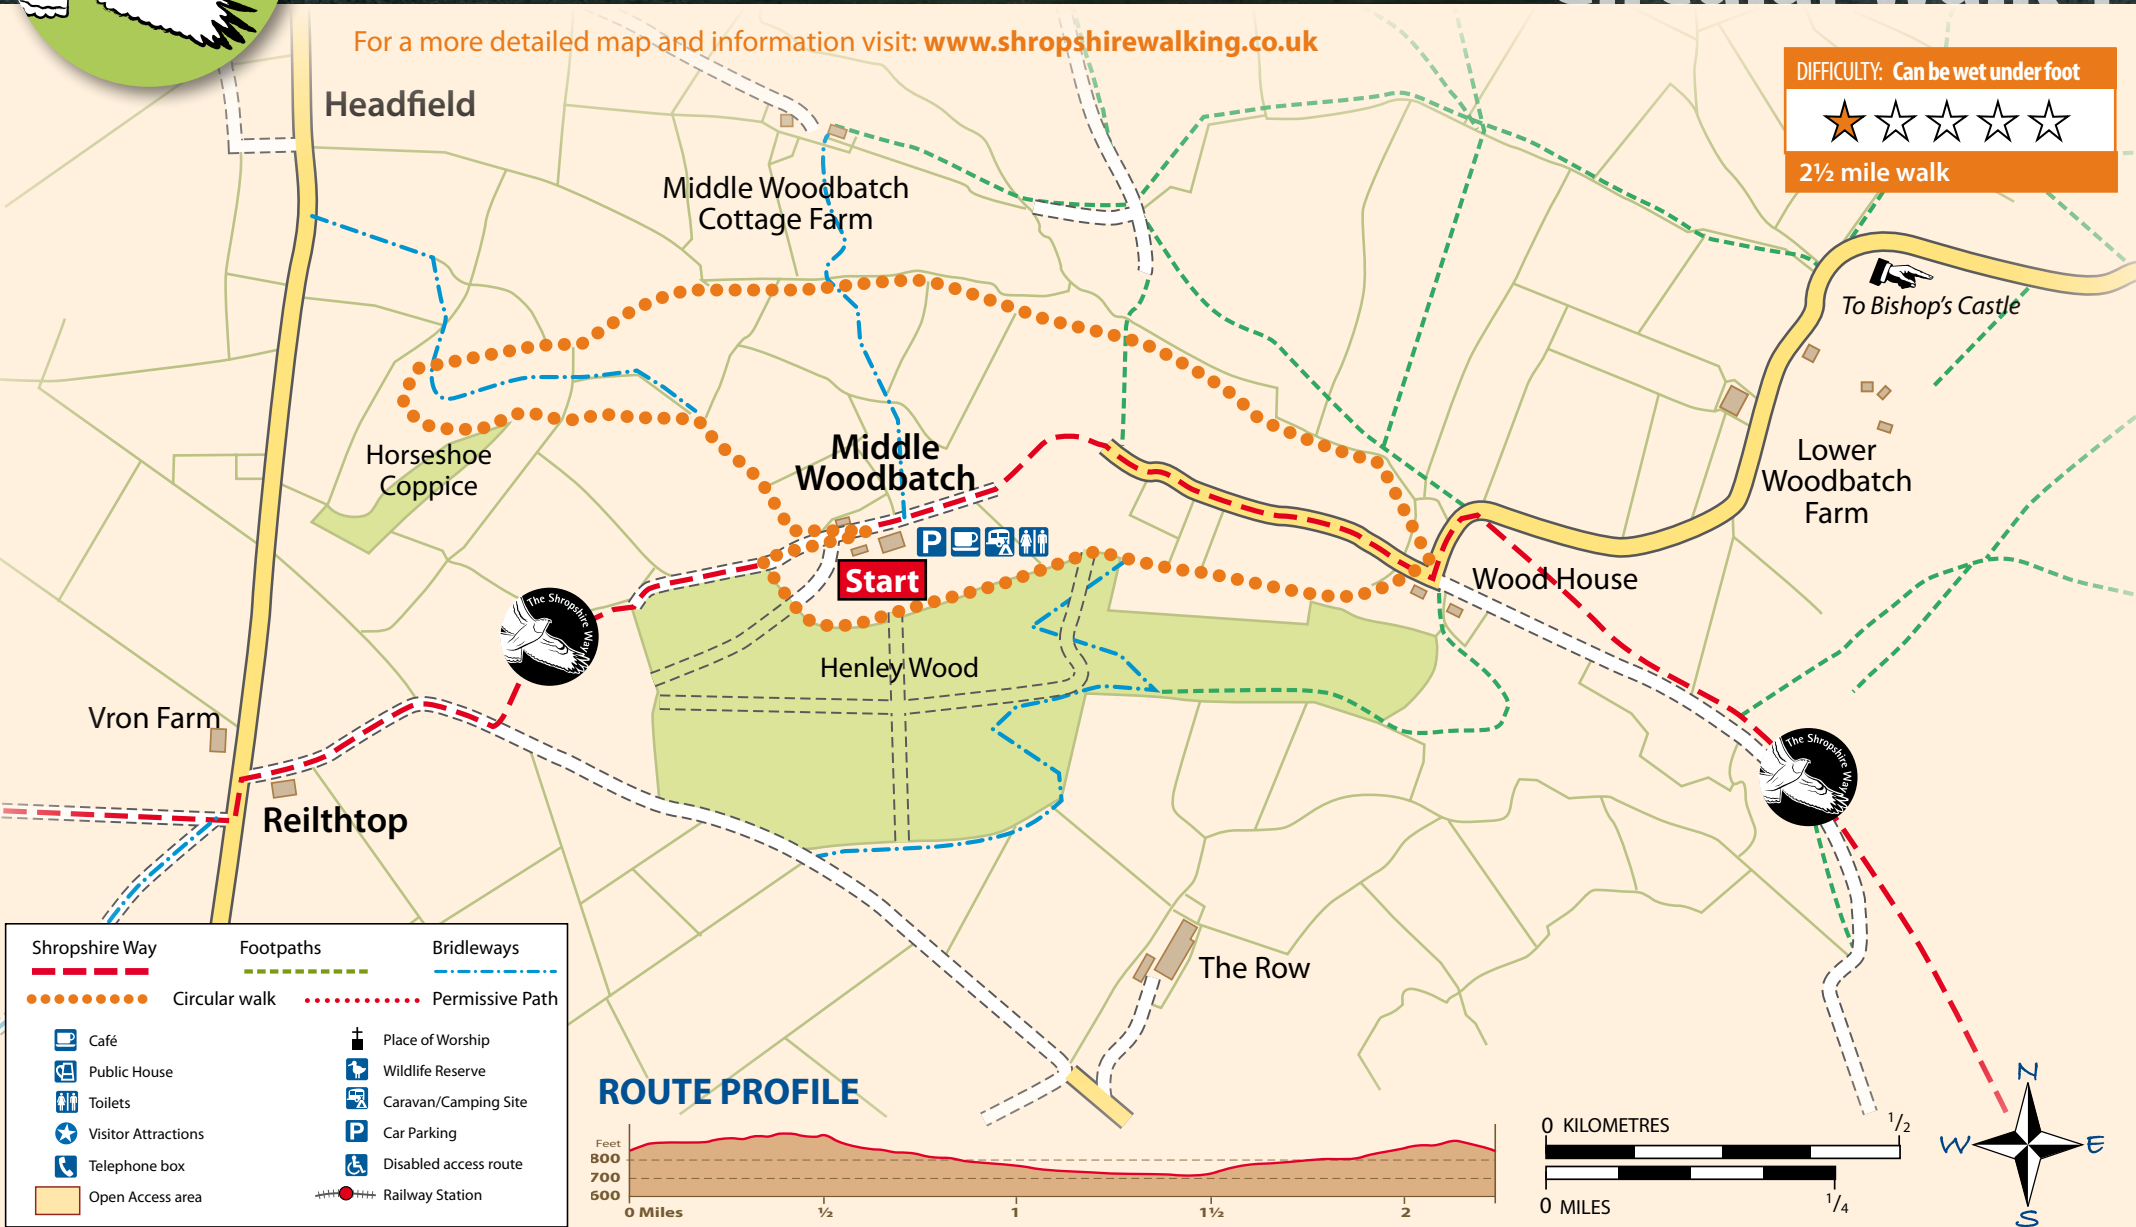 For a more detailed map and information visit: www.shropshirewalking.co.uk
DIFFICULTY: Can be wet under foot
2½ mile walk
Headfield
Middle Woodbatch
Cottage Farm
To Bishop's Castle
Horseshoe
Coppice
Middle
Woodbatch
P
Start
Lower
Woodbatch
Farm
Wood House
The Shropshire Way
Henley Wood
Vron Farm
Reilthtop
The Shropshire Way
The Row
Shropshire Way
Footpaths
Bridleways
Circular walk
Permissive Path
Café
Public House
Toilets
Visitor Attractions
Telephone box
Open Access area
Place of Worship
Wildlife Reserve
Caravan/Camping Site
P
Car Parking
Disabled access route
Railway Station
ROUTE PROFILE
Feet
800
700
600
0 Miles
½
1
1½
2
0 KILOMETRES
1/2
0 MILES
1/4
N
W
E
S